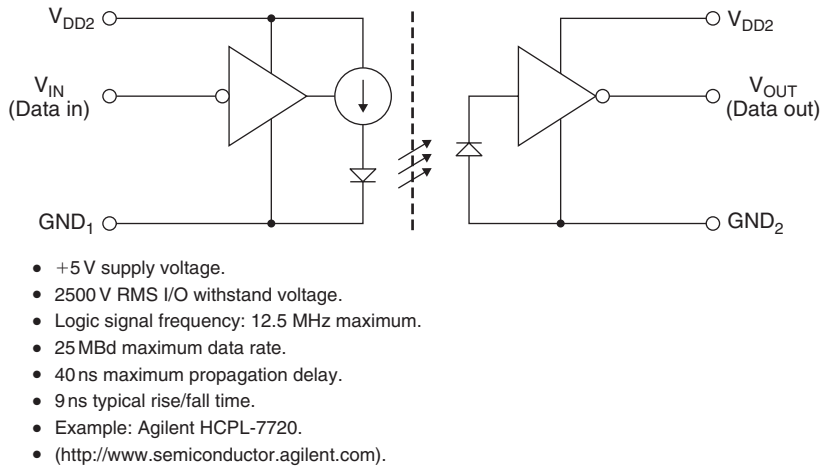 V_DD2
V_DD2
V_IN
(Data in)
V_OUT
(Data out)
GND_1
GND_2
• +5 V supply voltage.
• 2500 V RMS I/O withstand voltage.
• Logic signal frequency: 12.5 MHz maximum.
• 25 MBd maximum data rate.
• 40 ns maximum propagation delay.
• 9 ns typical rise/fall time.
• Example: Agilent HCPL-7720.
• (http://www.semiconductor.agilent.com).